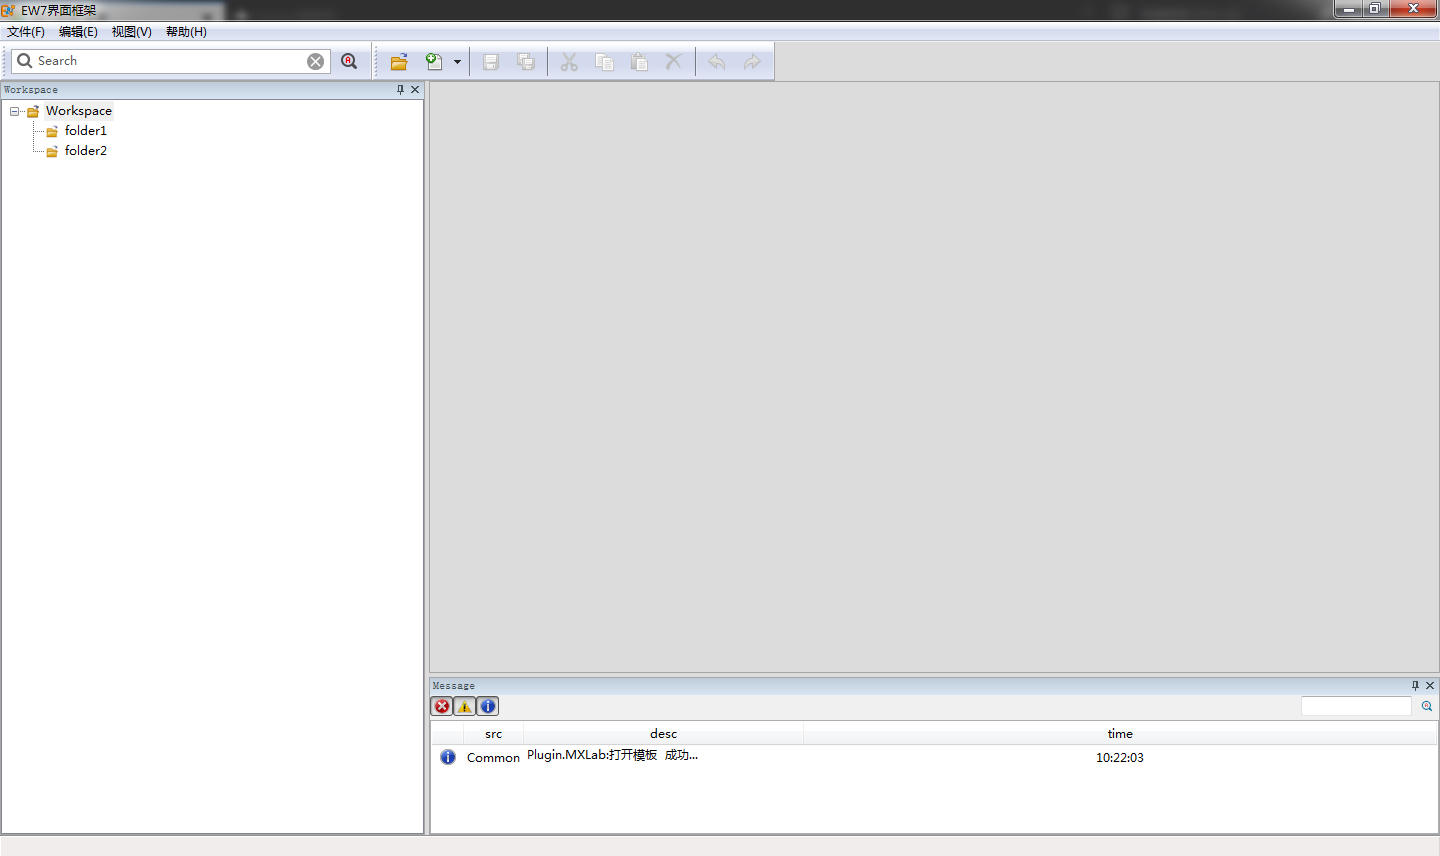 EW7界面框架
文件(F) 编辑(E) 视图(V) 帮助(H)
Search
Workspace
Workspace
folder1
folder2
Message
src desc time
Common Plugin.MXLab:打开模板 成功... 10:22:03